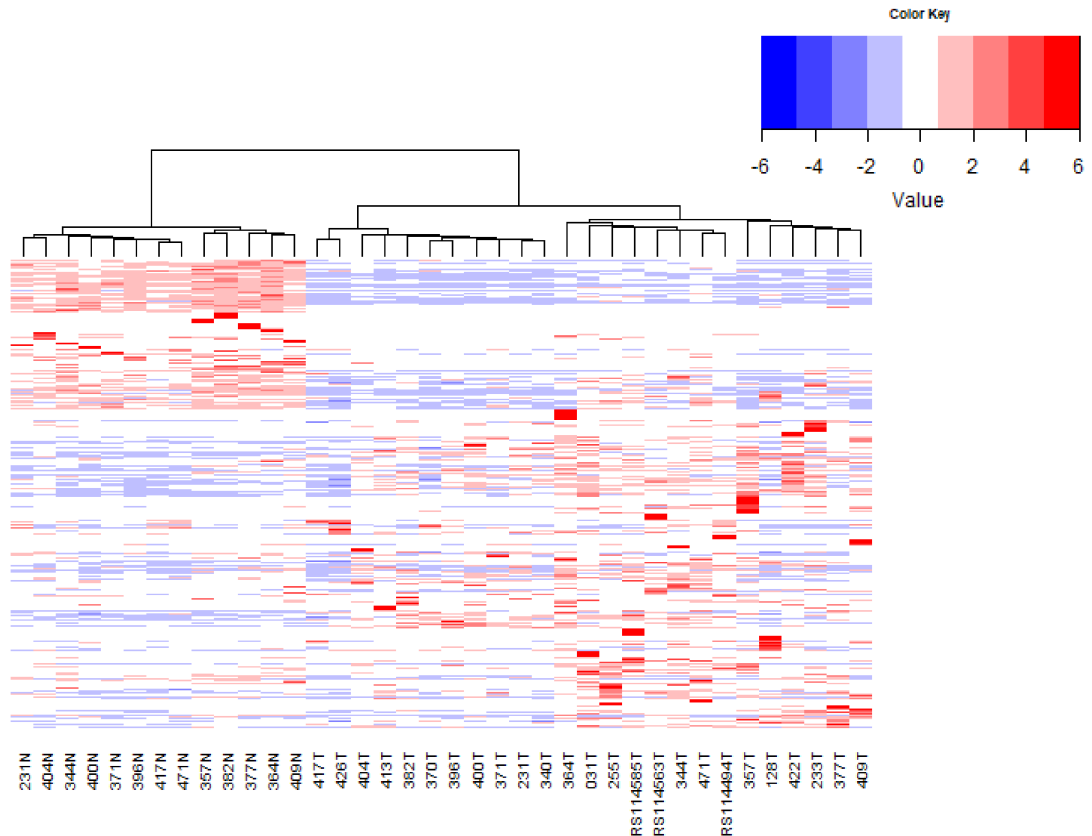 Color Key
-6 -4 -2 0 2 4 6
Value
231N
404N
344N
400N
371N
396N
417N
471N
357N
382N
377N
364N
409N
417T
426T
404T
413T
382T
370T
396T
400T
371T
231T
340T
364T
031T
255T
RS114585T
RS114563T
344T
471T
RS114494T
357T
128T
422T
233T
377T
409T